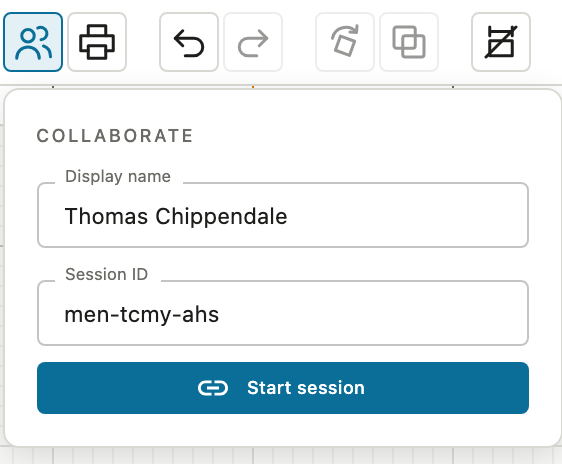 COLLABORATE
Display name
Thomas Chippendale
Session ID
men-tcmy-ahs
Start session